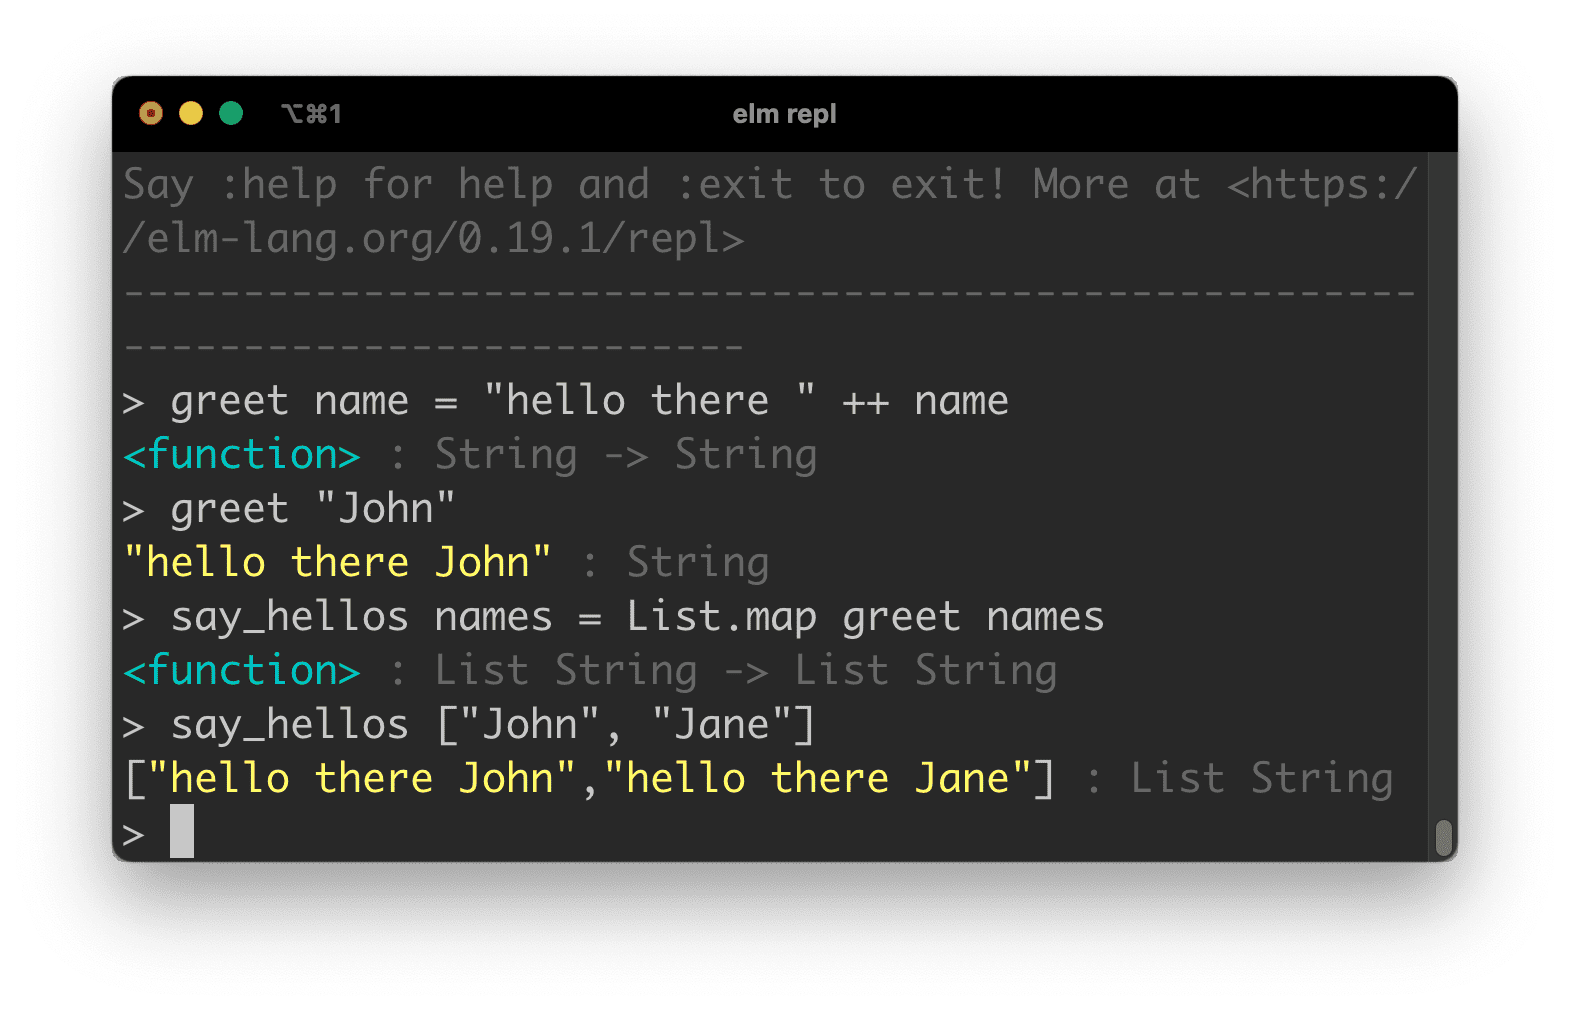 ⌥⌘1
elm repl
Say :help for help and :exit to exit! More at <https:/
/elm-lang.org/0.19.1/repl>
------------------------------------------------------
--------------------------
> greet name = "hello there " ++ name
<function> : String -> String
> greet "John"
"hello there John" : String
> say_hellos names = List.map greet names
<function> : List String -> List String
> say_hellos ["John", "Jane"]
["hello there John","hello there Jane"] : List String
>